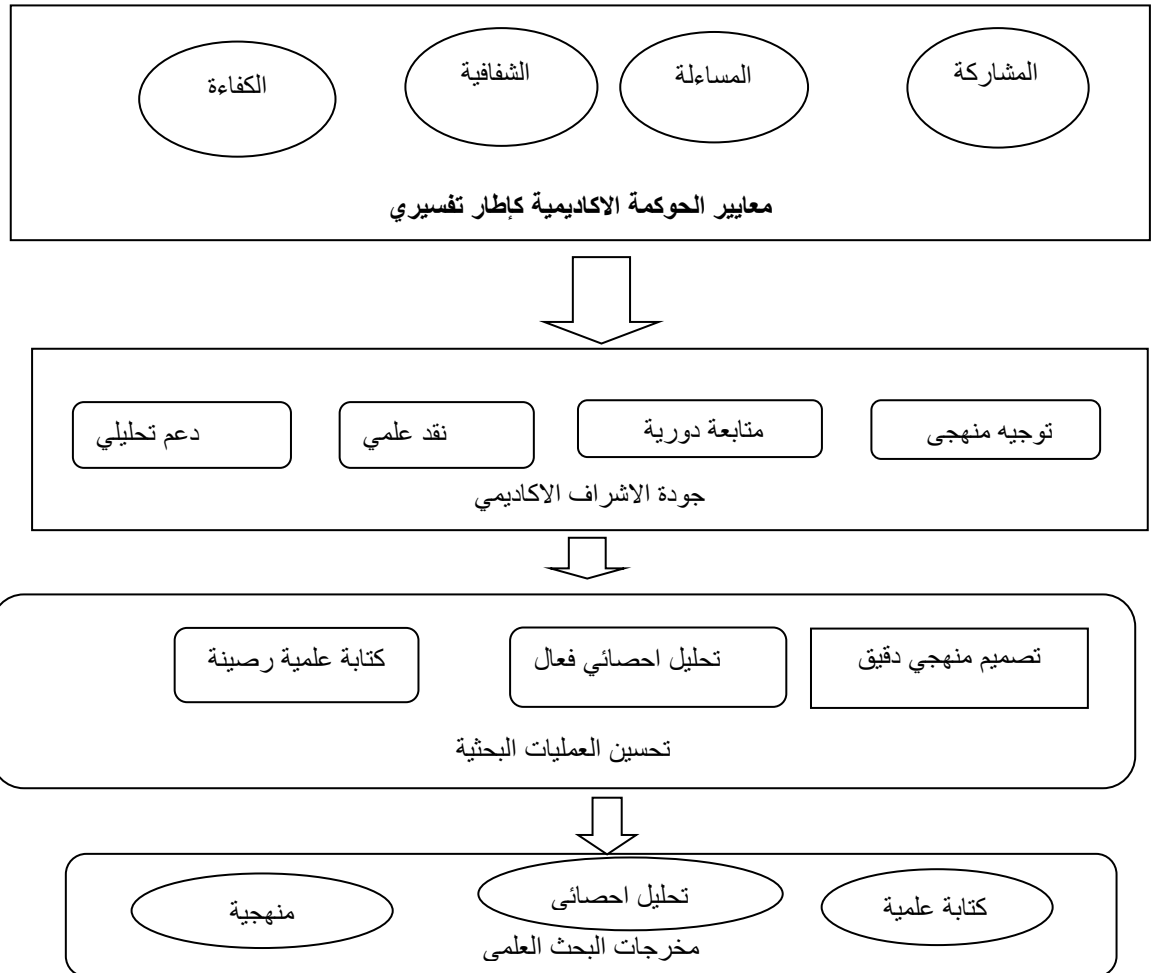 المشاركة
المساءلة
الشفافية
الكفاءة
معايير الحوكمة الاكاديمية كإطار تفسيري
توجيه منهجى
متابعة دورية
نقد علمي
دعم تحليلي
جودة الاشراف الاكاديمي
تصميم منهجي دقيق
تحليل احصائي فعال
كتابة علمية رصينة
تحسين العمليات البحثية
كتابة علمية
تحليل احصائى
منهجية
مخرجات البحث العلمى